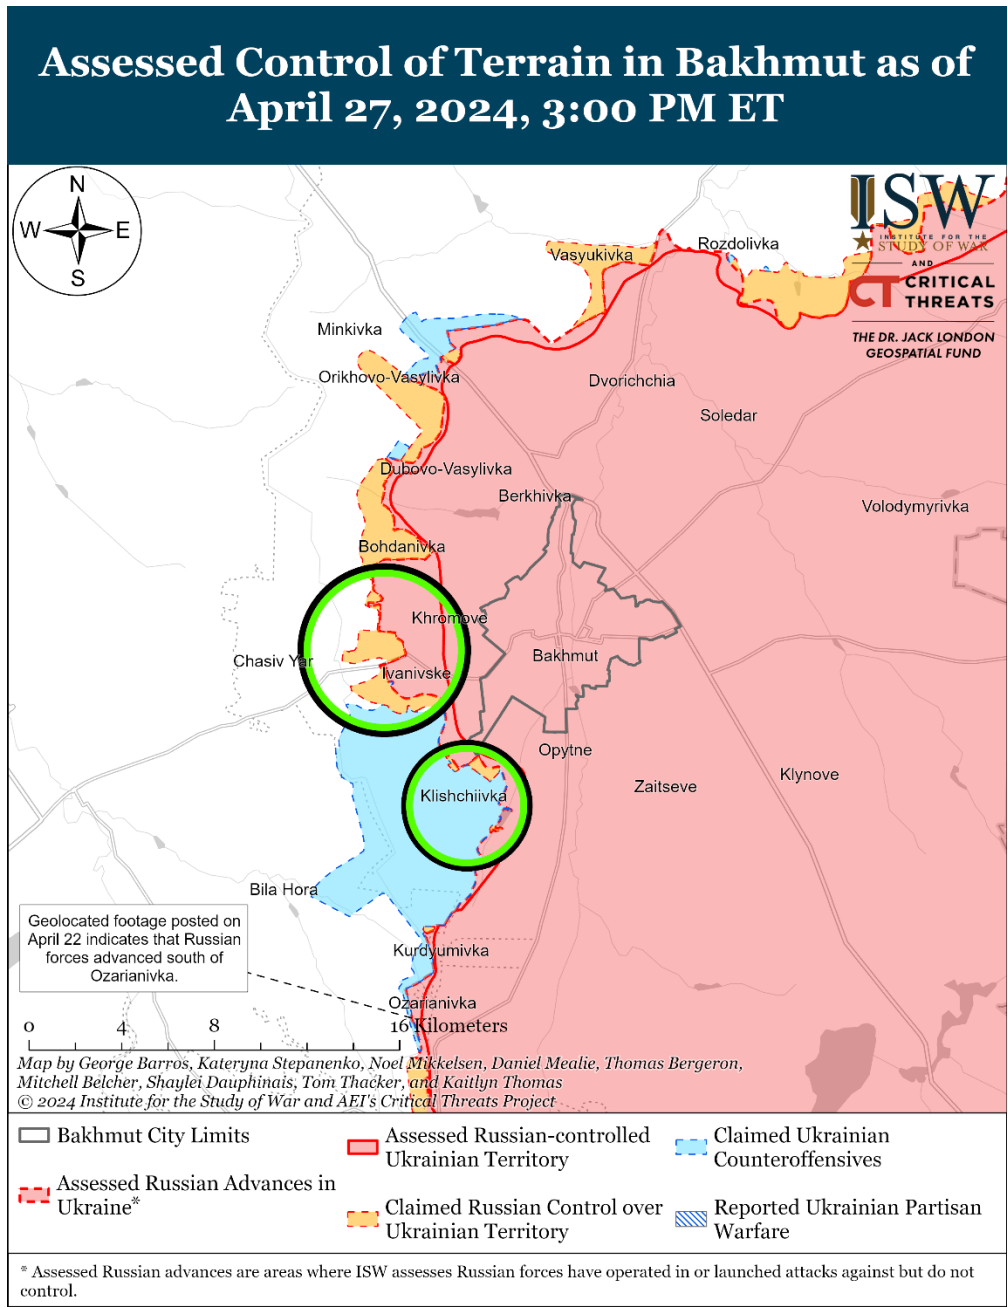 Assessed Control of Terrain in Bakhmut as of
April 27, 2024, 3:00 PM ET
N
W E
S
ISW
INSTITUTE FOR THE
STUDY OF WAR
AND
CT CRITICAL
THREATS
THE DR. JACK LONDON
GEOSPATIAL FUND
Rozdolivka
Vasyukivka
Minkivka
Orikhovo-Vasylivka
Dvorichchia
Soledar
Dubovo-Vasylivka
Berkhivka
Volodymyrivka
Bohdanivka
Khromove
Chasiv Yar
Bakhmut
Ivanivske
Opytne
Klynove
Zaitseve
Klishchiivka
Bila Hora
Geolocated footage posted on
April 22 indicates that Russian
forces advanced south of
Ozarianivka.
Kurdyumivka
Ozarianivka
0 4 8 16 Kilometers
Map by George Barros, Kateryna Stepanenko, Noel Mikkelsen, Daniel Mealie, Thomas Bergeron,
Mitchell Belcher, Shaylei Dauphinais, Tom Thacker, and Kaitlyn Thomas
© 2024 Institute for the Study of War and AEI's Critical Threats Project
Bakhmut City Limits
Assessed Russian Advances in
Ukraine*
Assessed Russian-controlled
Ukrainian Territory
Claimed Russian Control over
Ukrainian Territory
Claimed Ukrainian
Counteroffensives
Reported Ukrainian Partisan
Warfare
* Assessed Russian advances are areas where ISW assesses Russian forces have operated in or launched attacks against but do not
control.